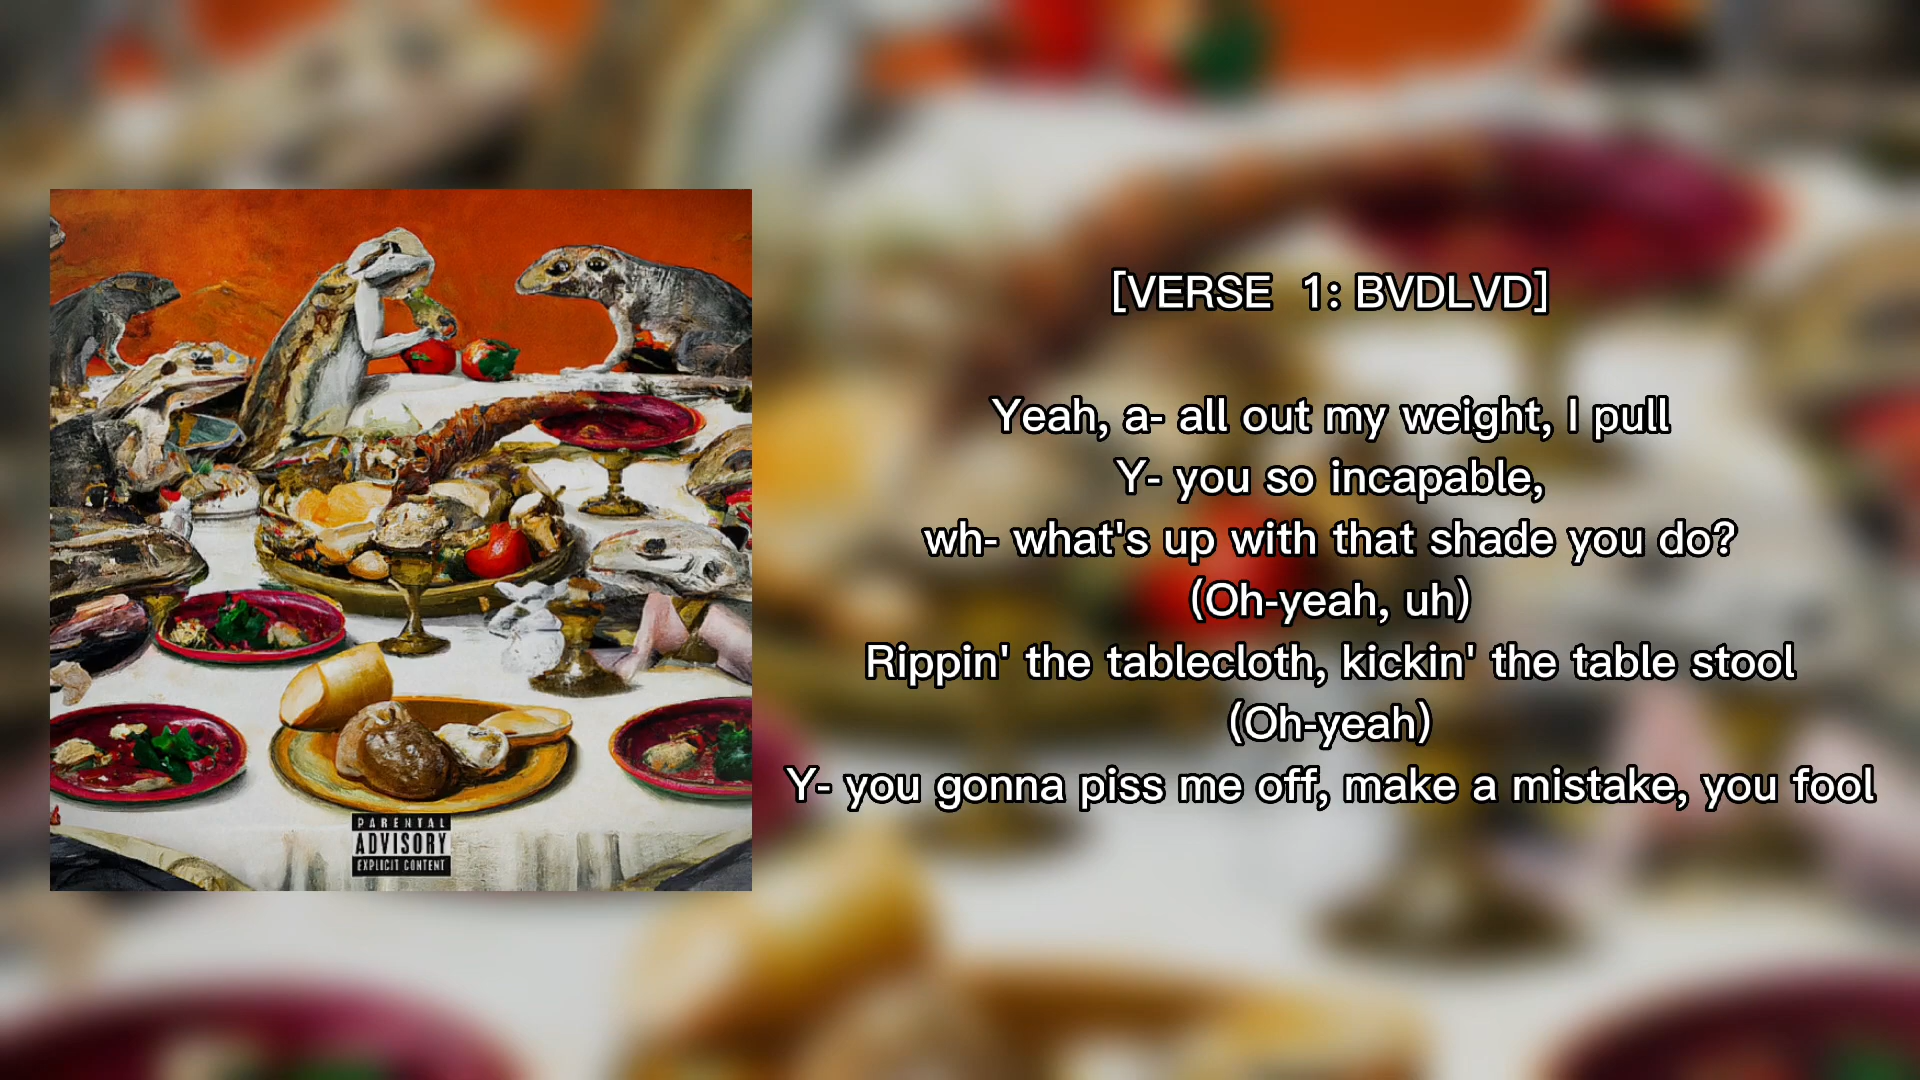 [VERSE 1: BVDLVD]
Yeah, a- all out my weight, I pull
Y- you so incapable,
wh- what's up with that shade you do?
(Oh-yeah, uh)
Rippin' the tablecloth, kickin' the table stool
(Oh-yeah)
Y- you gonna piss me off, make a mistake, you fool
PARENTAL
ADVISORY
EXPLICIT CONTENT